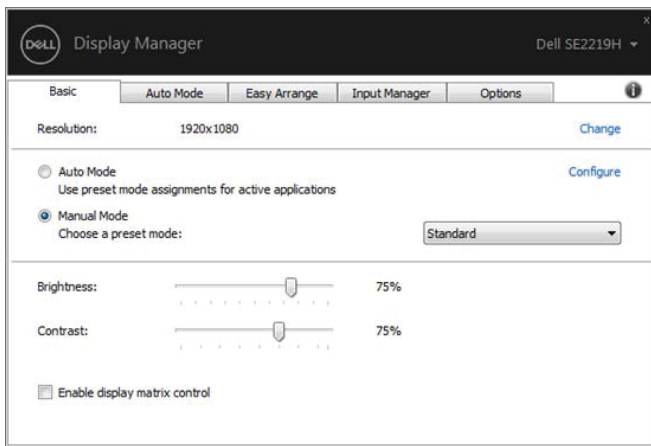 x
DELL Display Manager Dell SE2219H
Basic Auto Mode Easy Arrange Input Manager Options i
Resolution: 1920x1080 Change
Auto Mode Configure
Use preset mode assignments for active applications
Manual Mode
Choose a preset mode: Standard
Brightness: 75%
Contrast: 75%
Enable display matrix control